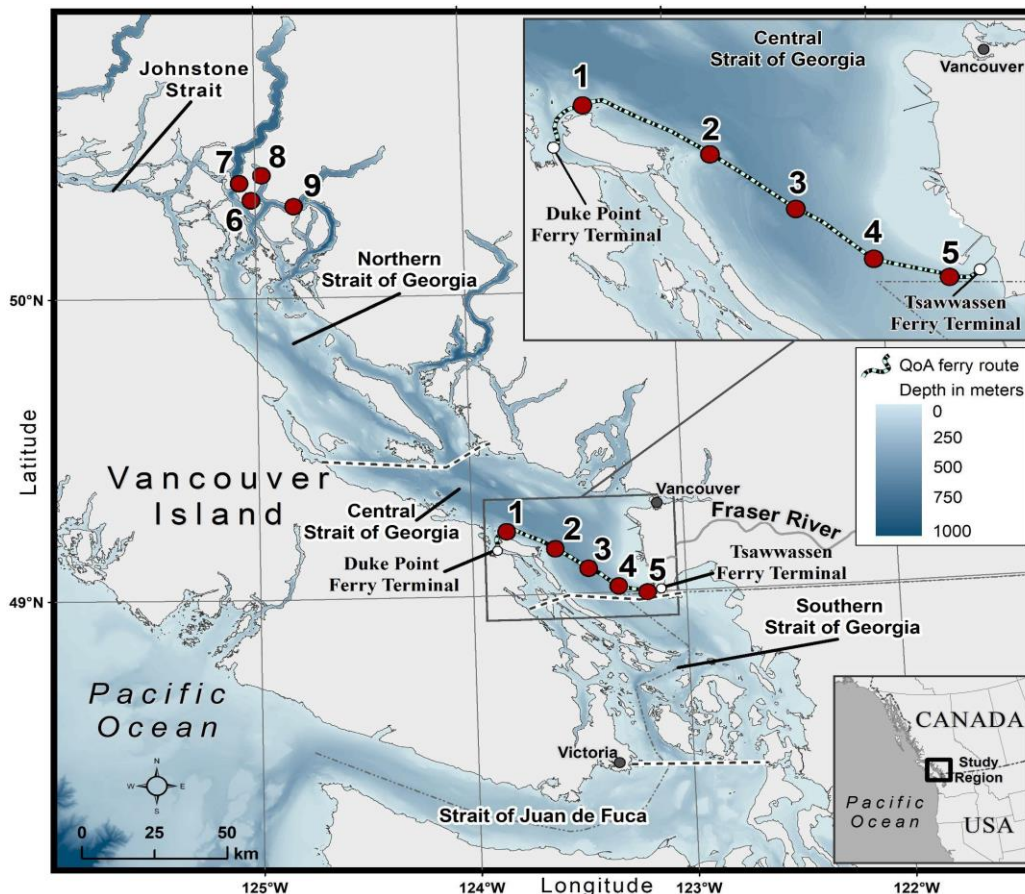 Johnstone
Strait
7
8
9
6
Northern
Strait of Georgia
50°N
Latitude
Vancouver
Island
Central
Strait of Georgia
Duke Point
Ferry Terminal
1
2
3
4
5
Vancouver
Fraser River
Tsawwassen
Ferry Terminal
49°N
Southern
Strait of Georgia
Pacific
Ocean
Victoria
Strait of Juan de Fuca
N
W
E
S
0
25
50
km
125°W
124°W
Longitude
123°W
122°W
Central
Strait of Georgia
Vancouver
1
2
3
4
5
Duke Point
Ferry Terminal
Tsawwassen
Ferry Terminal
QoA ferry route
Depth in meters
0
250
500
750
1000
CANADA
Study
Region
Pacific
Ocean
USA